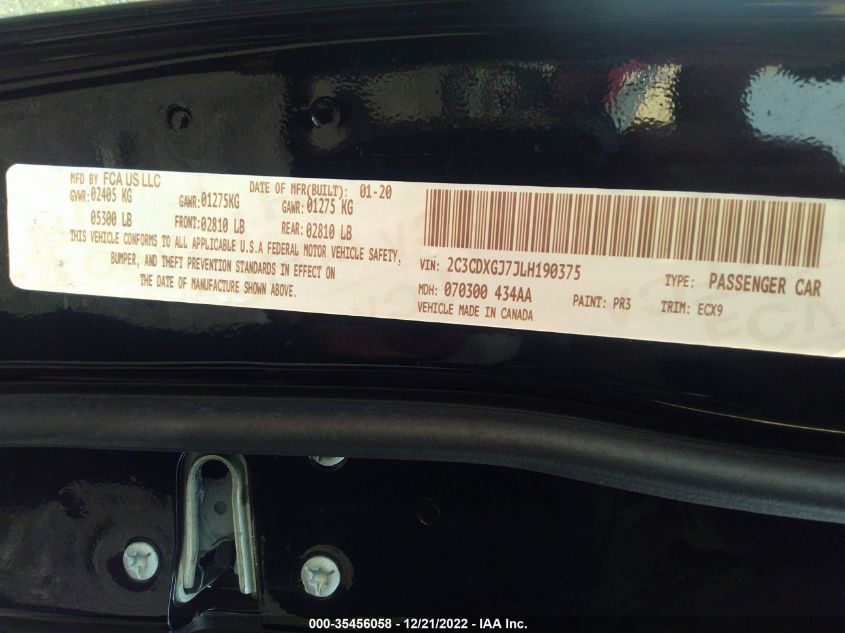 MFD BY FCA US LLC DATE OF MFR(BUILT): 01-20
GVWR: 02405 KG GAWR: 01275KG GAWR: 01275 KG
05300 LB FRONT: 02810 LB REAR: 02810 LB
THIS VEHICLE CONFORMS TO ALL APPLICABLE U.S.A FEDERAL MOTOR VEHICLE SAFETY,
BUMPER, AND THEFT PREVENTION STANDARDS IN EFFECT ON
THE DATE OF MANUFACTURE SHOWN ABOVE.
VIN: 2C3CDXGJ7JLH190375 TYPE: PASSENGER CAR
MDH: 070300 434AA PAINT: PR3 TRIM: ECX9
VEHICLE MADE IN CANADA
000-35456058 - 12/21/2022 - IAA Inc.